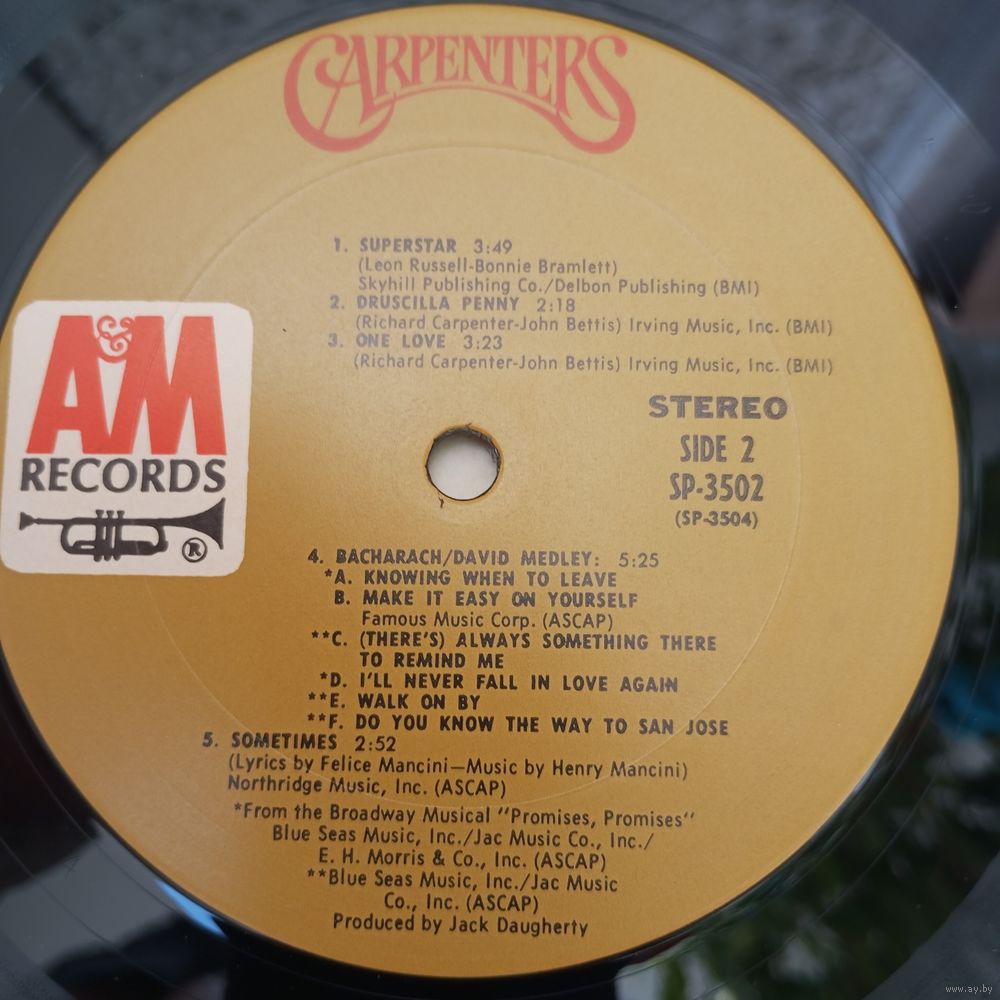 CARPENTERS
1. SUPERSTAR 3:49
(Leon Russell-Bonnie Bramlett)
Skyhill Publishing Co./Delbon Publishing (BMI)
2. DRUSCILLA PENNY 2:18
(Richard Carpenter-John Bettis) Irving Music, Inc. (BMI)
3. ONE LOVE 3:23
(Richard Carpenter-John Bettis) Irving Music, Inc. (BMI)
A&M
RECORDS
®
STEREO
SIDE 2
SP-3502
(SP-3504)
4. BACHARACH/DAVID MEDLEY: 5:25
*A. KNOWING WHEN TO LEAVE
B. MAKE IT EASY ON YOURSELF
Famous Music Corp. (ASCAP)
**C. (THERE'S) ALWAYS SOMETHING THERE
TO REMIND ME
*D. I'LL NEVER FALL IN LOVE AGAIN
**E. WALK ON BY
**F. DO YOU KNOW THE WAY TO SAN JOSE
5. SOMETIMES 2:52
(Lyrics by Felice Mancini—Music by Henry Mancini)
Northridge Music, Inc. (ASCAP)
*From the Broadway Musical "Promises, Promises"
Blue Seas Music, Inc./Jac Music Co., Inc./
E. H. Morris & Co., Inc. (ASCAP)
**Blue Seas Music, Inc./Jac Music
Co., Inc. (ASCAP)
Produced by Jack Daugherty
www.ay.by